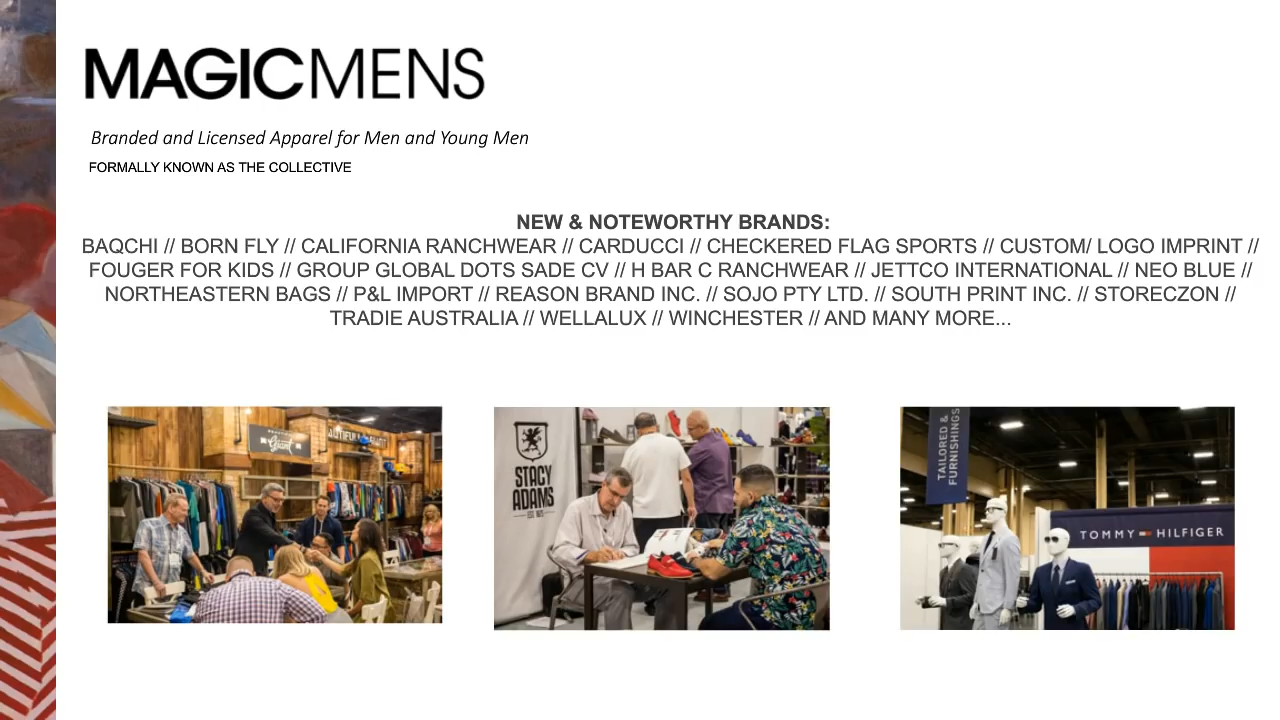 MAGICMENS
Branded and Licensed Apparel for Men and Young Men
FORMALLY KNOWN AS THE COLLECTIVE
NEW & NOTEWORTHY BRANDS:
BAQCHI // BORN FLY // CALIFORNIA RANCHWEAR // CARDUCCI // CHECKERED FLAG SPORTS // CUSTOM/ LOGO IMPRINT //
FOUGER FOR KIDS // GROUP GLOBAL DOTS SADE CV // H BAR C RANCHWEAR // JETTCO INTERNATIONAL // NEO BLUE //
NORTHEASTERN BAGS // P&L IMPORT // REASON BRAND INC. // SOJO PTY LTD. // SOUTH PRINT INC. // STORECZON //
TRADIE AUSTRALIA // WELLALUX // WINCHESTER // AND MANY MORE...
Grant
STACY
ADAMS
TAILORED &
FURNISHINGS
TOMMY HILFIGER